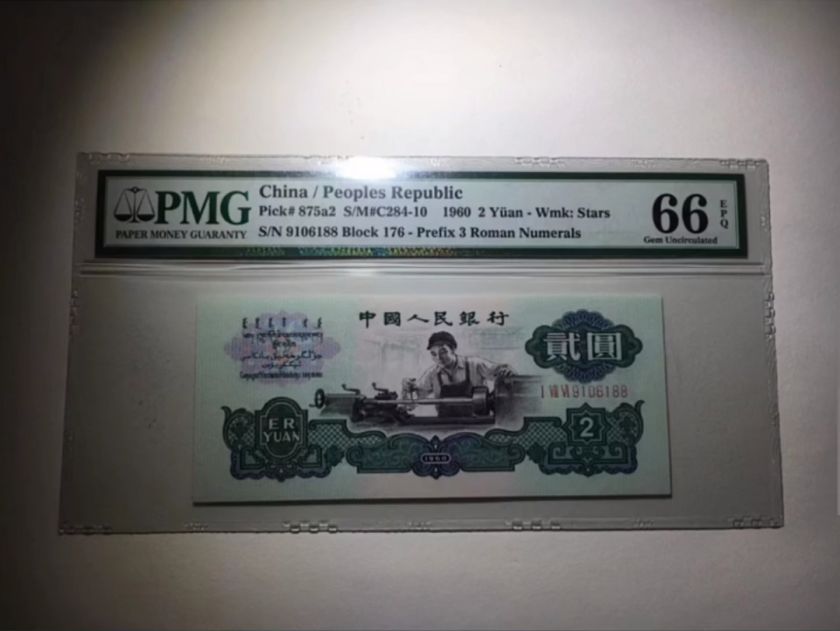 PMG
PAPER MONEY GUARANTY
China / Peoples Republic
Pick# 875a2 S/M#C284-10 1960 2 Yüan - Wmk: Stars
S/N 9106188 Block 176 - Prefix 3 Roman Numerals
66
EPQ
Gem Uncirculated
中國人民銀行
貳圓
I VII VI 9106188
ER
YUAN
2
1960